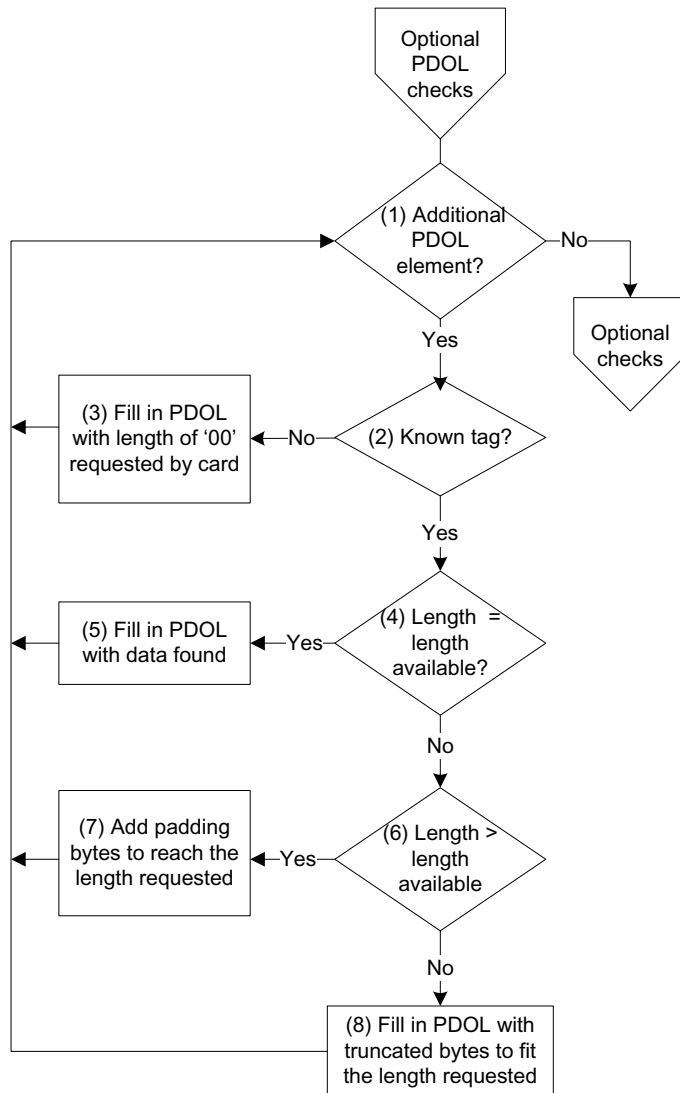 Optional
PDOL
checks
(1) Additional
PDOL
element?
No
Optional
checks
Yes
(3) Fill in PDOL
with length of ‘00’
requested by card
No
(2) Known tag?
Yes
(5) Fill in PDOL
with data found
Yes
(4) Length =
length
available?
No
(7) Add padding
bytes to reach the
length requested
Yes
(6) Length >
length
available
No
(8) Fill in PDOL with
truncated bytes to fit
the length requested